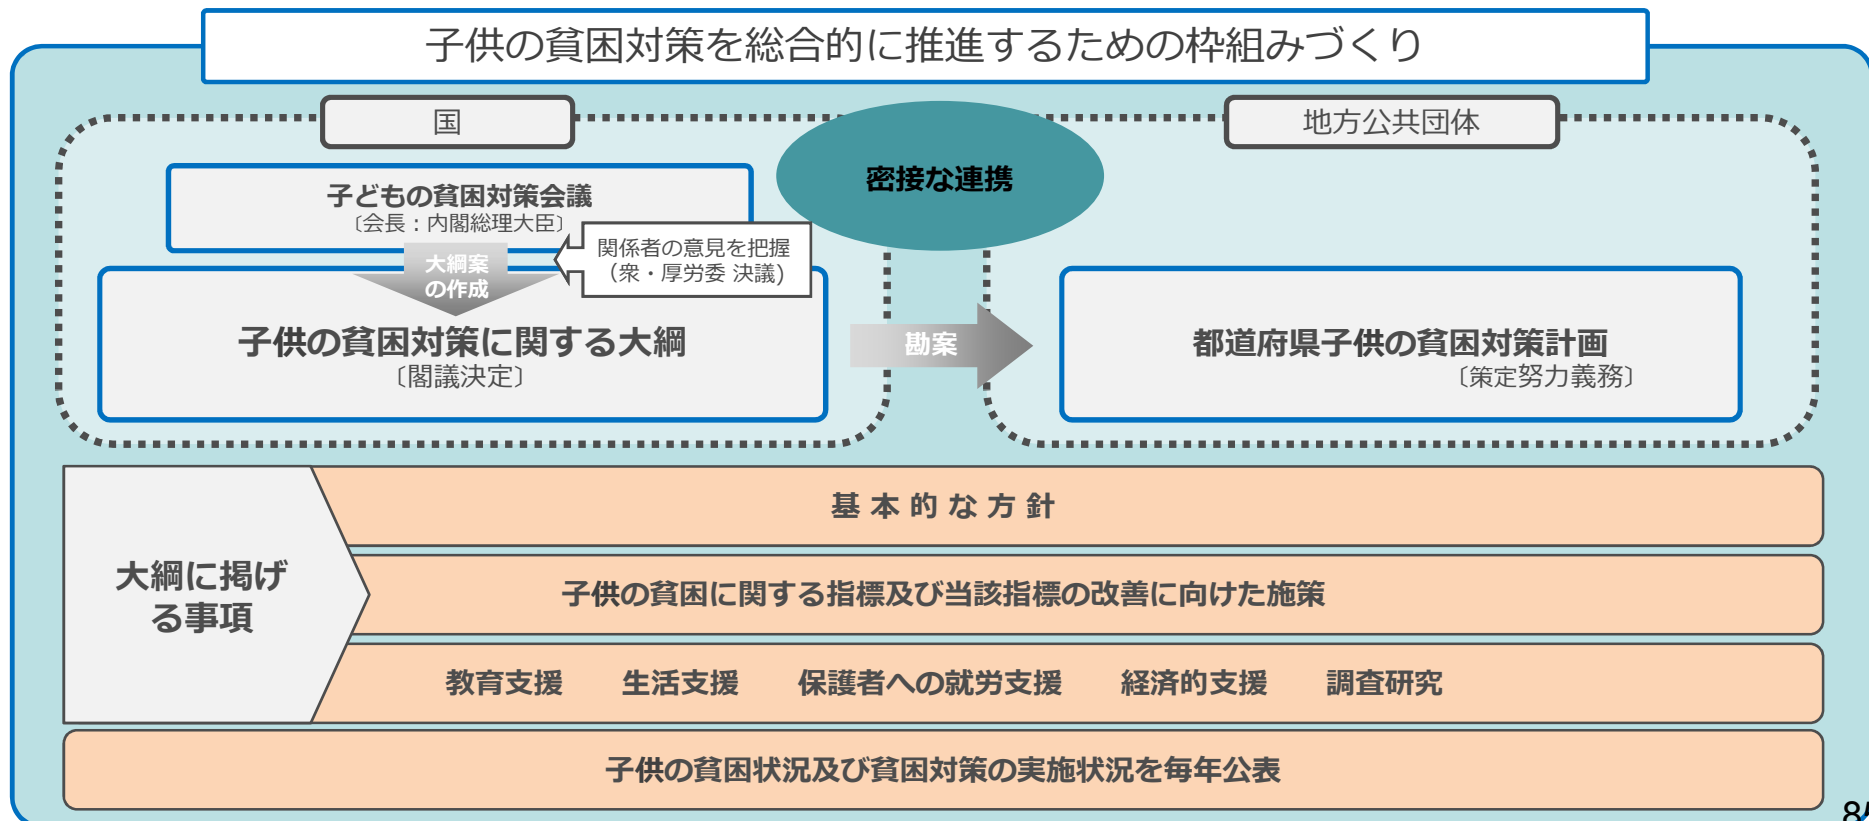 子供の貧困対策を総合的に推進するための枠組みづくり
国
地方公共団体
密接な連携
子どもの貧困対策会議
〔会長：内閣総理大臣〕
関係者の意見を把握
（衆・厚労委 決議)
大綱案
の作成
子供の貧困対策に関する大綱
〔閣議決定〕
勘案
都道府県子供の貧困対策計画
〔策定努力義務〕
大綱に掲げ
る事項
基 本 的 な 方 針
子供の貧困に関する指標及び当該指標の改善に向けた施策
教育支援 生活支援 保護者への就労支援 経済的支援 調査研究
子供の貧困状況及び貧困対策の実施状況を毎年公表